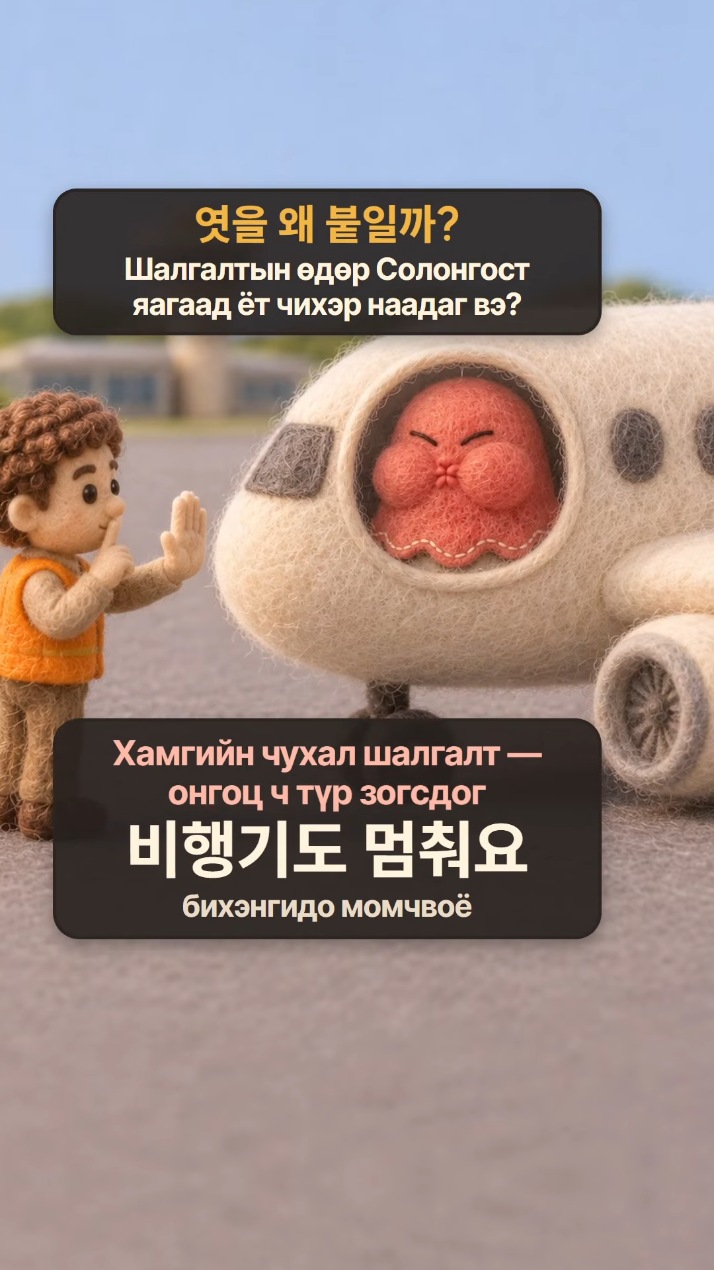 엿을 왜 붙일까?
Шалгалтын өдөр Солонгост
яагаад ёт чихэр наадаг вэ?
Хамгийн чухал шалгалт —
онгоц ч түр зогсдог
비행기도 멈춰요
бихэнгидо момчвоё